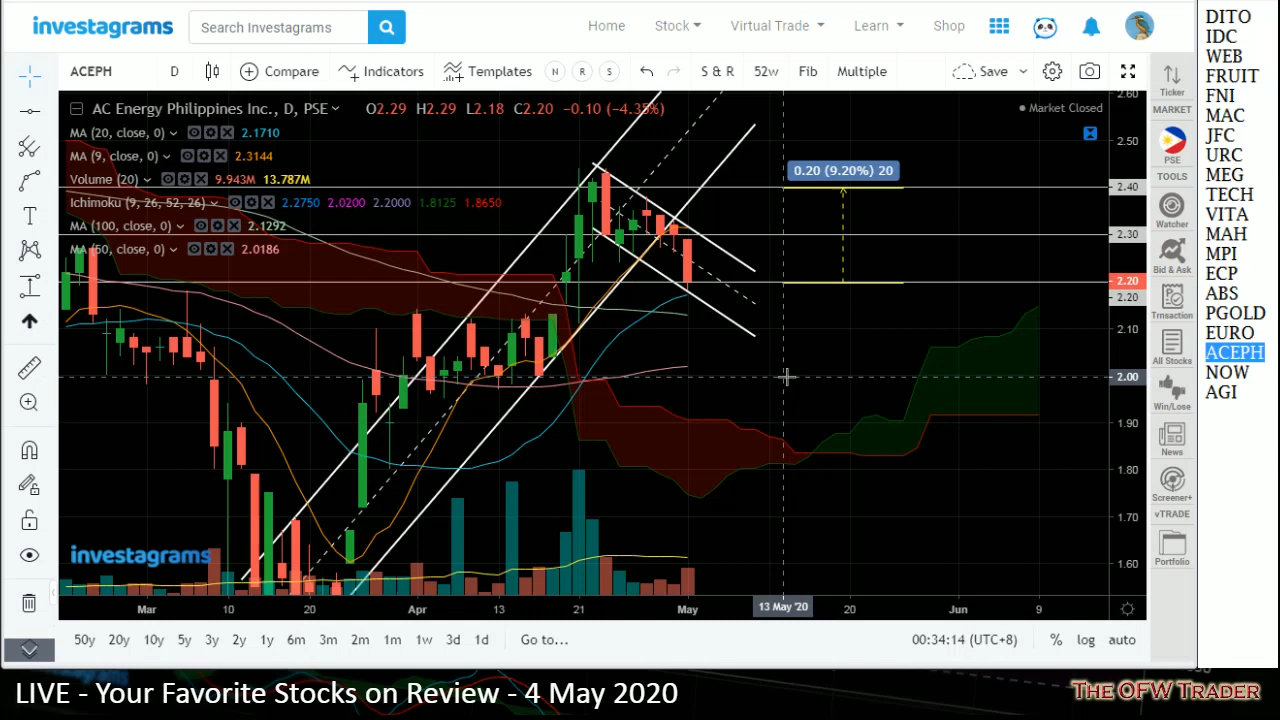 investagrams
Search Investagrams
Home
Stock
Virtual Trade
Learn
Shop
ACEPH
D
Compare
Indicators
Templates
N
R
S
S & R
52w
Fib
Multiple
Save
AC Energy Philippines Inc., D, PSE
O2.29 H2.29 L2.18 C2.20 −0.10 (−4.35%)
Market Closed
MA (20, close, 0) 2.1710
MA (9, close, 0) 2.3144
Volume (20) 9.943M 13.787M
Ichimoku (9, 26, 52, 26) 2.2750 2.0200 2.2000 1.8125 1.8650
MA (100, close, 0) 2.1292
MA (50, close, 0) 2.0186
0.20 (9.20%) 20
2.60
2.50
2.40
2.30
2.20
2.20
2.10
2.00
1.90
1.80
1.70
1.60
investagrams
Mar
10
20
Apr
13
21
May
13 May '20
20
Jun
9
50y 20y 10y 5y 3y 2y 1y 6m 3m 2m 1m 1w 3d 1d Go to...
00:34:14 (UTC+8)
% log auto
Ticker
MARKET
PSE
TOOLS
Watcher
Bid & Ask
Trnsaction
All Stocks
Win/Lose
News
Screener+
vTRADE
Portfolio
DITO
IDC
WEB
FRUIT
FNI
MAC
JFC
URC
MEG
TECH
VITA
MAH
MPI
ECP
ABS
PGOLD
EURO
ACEPH
NOW
AGI
LIVE - Your Favorite Stocks on Review - 4 May 2020
THE OFW TRADER